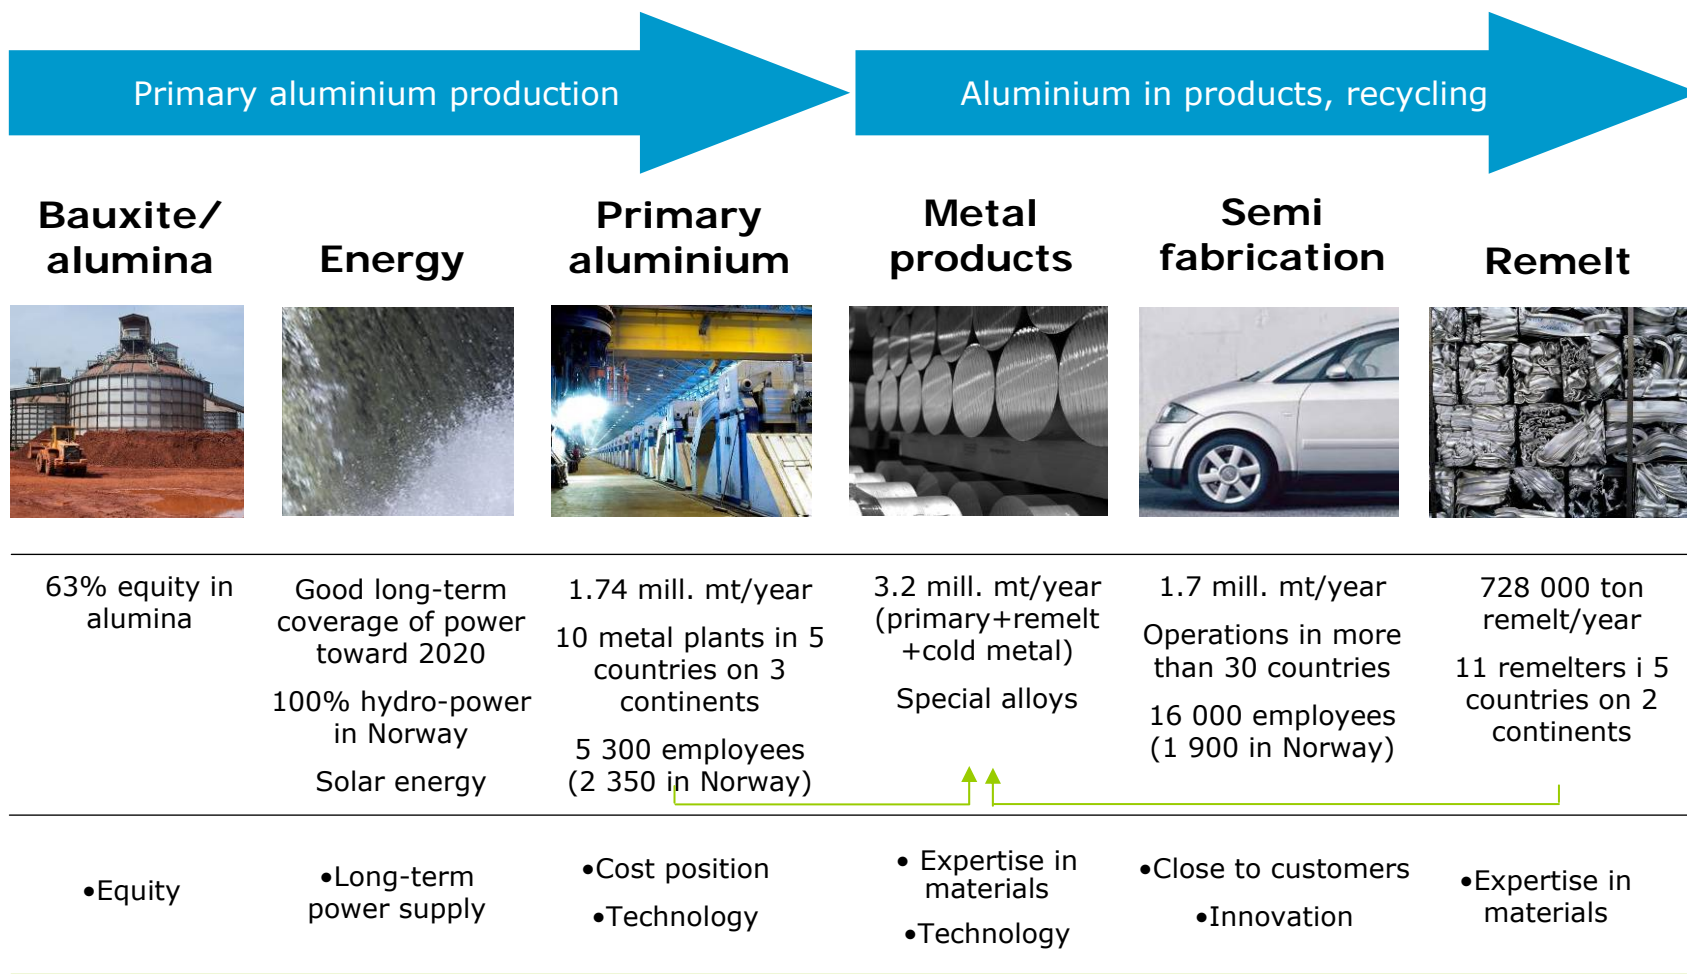 Primary aluminium production
Aluminium in products, recycling
Bauxite/
alumina
Energy
Primary
aluminium
Metal
products
Semi
fabrication
Remelt
63% equity in
alumina
Good long-term
coverage of power
toward 2020
100% hydro-power
in Norway
Solar energy
1.74 mill. mt/year
10 metal plants in 5
countries on 3
continents
5 300 employees
(2 350 in Norway)
3.2 mill. mt/year
(primary+remelt
+cold metal)
Special alloys
1.7 mill. mt/year
Operations in more
than 30 countries
16 000 employees
(1 900 in Norway)
728 000 ton
remelt/year
11 remelters i 5
countries on 2
continents
•Equity
•Long-term
power supply
•Cost position
•Technology
• Expertise in
materials
•Technology
•Close to customers
•Innovation
•Expertise in
materials